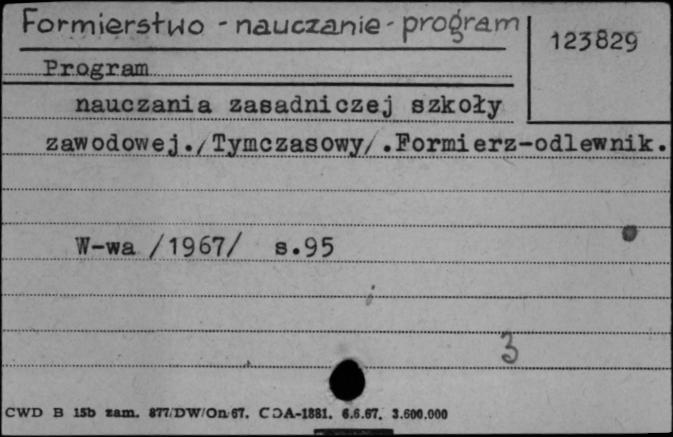 Formierstwo - nauczanie - program
123829
Program
nauczania zasadniczej szkoły
zawodowej./Tymczasowy/.Formierz-odlewnik.
W-wa /1967/ s.95
3
CWD B 15b zam. 877/DW/On/67. CDA-1881. 6.6.67. 3.600.000